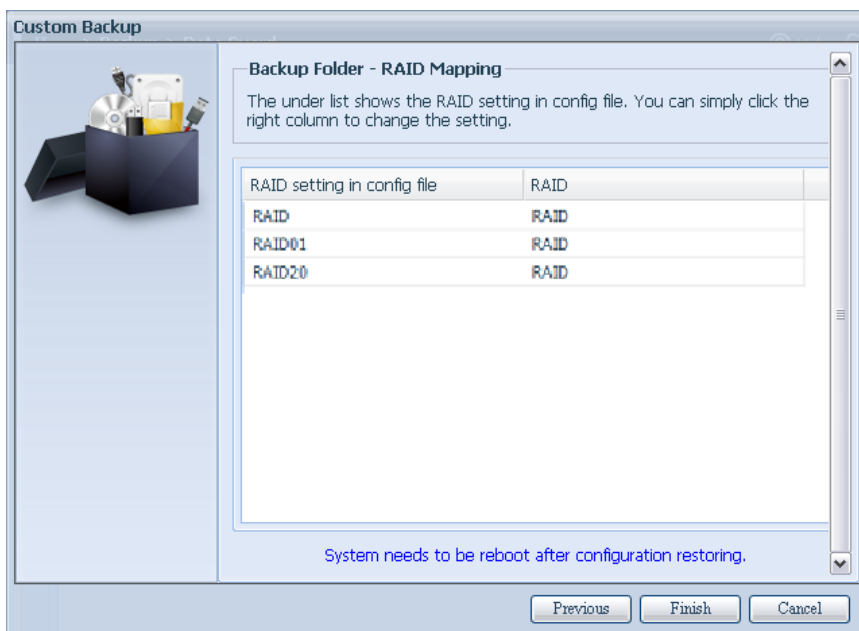 Custom Backup
Backup Folder - RAID Mapping
The under list shows the RAID setting in config file. You can simply click the
right column to change the setting.
RAID setting in config file RAID
RAID RAID
RAID01 RAID
RAID20 RAID
System needs to be reboot after configuration restoring.
Previous Finish Cancel